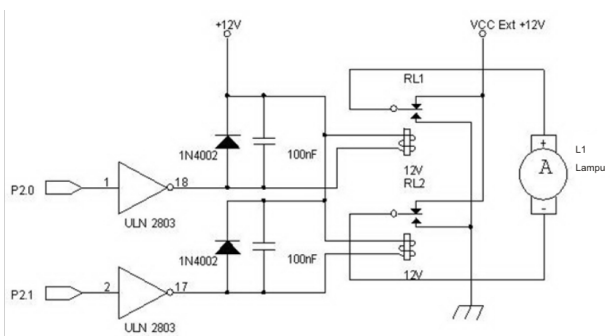 +12V
VCC Ext +12V
RL1
1N4002
100nF
12V
RL2
+
A
-
L1
Lampu
P2.0
1
18
ULN 2803
1N4002
100nF
12V
P2.1
2
17
ULN 2803